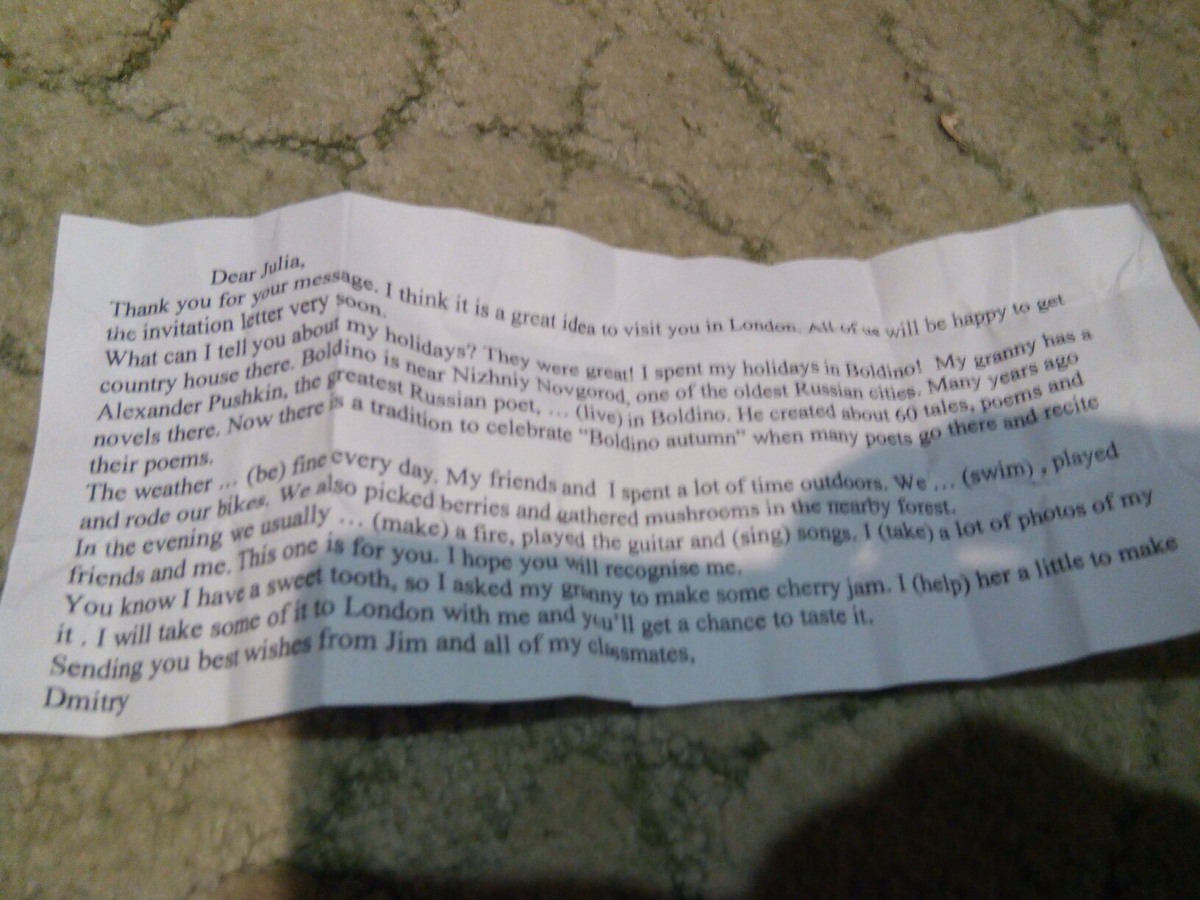 Dear Julia,
Thank you for your message. I think it is a great idea to visit you in London. All of us will be happy to get
the invitation letter very soon.
What can I tell you about my holidays? They were great! I spent my holidays in Boldino! My granny has a
country house there. Boldino is near Nizhniy Novgorod, one of the oldest Russian cities. Many years ago
Alexander Pushkin, the greatest Russian poet, ... (live) in Boldino. He created about 60 tales, poems and
novels there. Now there is a tradition to celebrate “Boldino autumn” when many poets go there and recite
their poems.
The weather ... (be) fine every day. My friends and I spent a lot of time outdoors. We ... (swim) , played
and rode our bikes. We also picked berries and gathered mushrooms in the nearby forest.
In the evening we usually ... (make) a fire, played the guitar and (sing) songs. I (take) a lot of photos of my
friends and me. This one is for you. I hope you will recognise me.
You know I have a sweet tooth, so I asked my granny to make some cherry jam. I (help) her a little to make
it . I will take some of it to London with me and you’ll get a chance to taste it.
Sending you best wishes from Jim and all of my classmates,
Dmitry